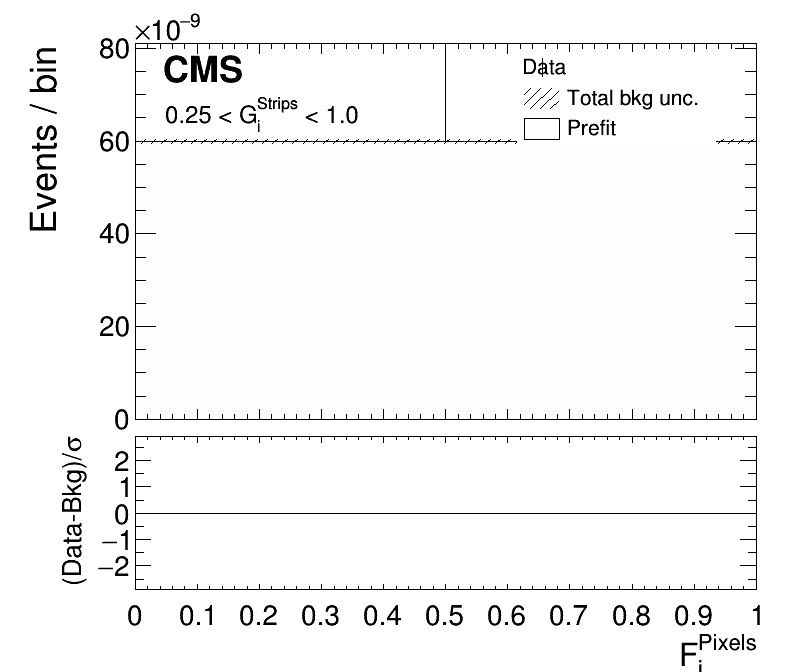 ×10⁻⁹
CMS
0.25 < G_i^Strips < 1.0
Data
Total bkg unc.
Prefit
Events / bin
80
60
40
20
0
(Data-Bkg)/σ
2
1
0
−1
−2
0 0.1 0.2 0.3 0.4 0.5 0.6 0.7 0.8 0.9 1
F_i^Pixels